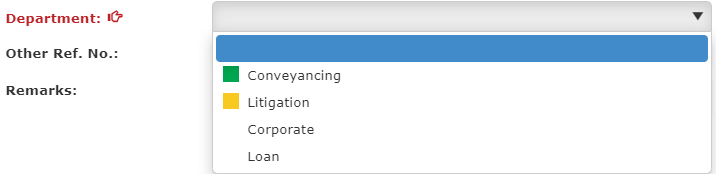 Department:
Other Ref. No.:
Conveyancing
Remarks:
Litigation
Corporate
Loan